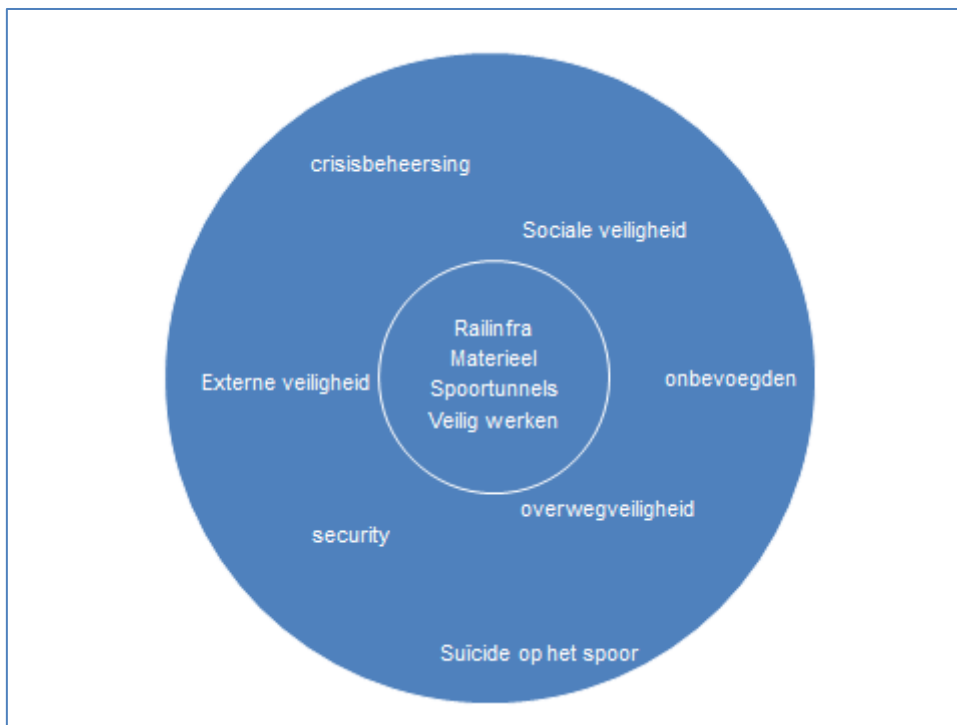 crisisbeheersing
Sociale veiligheid
Railinfra
Materieel
Spoortunnels
Veilig werken
Externe veiligheid
onbevoegden
overwegveiligheid
security
Suïcide op het spoor